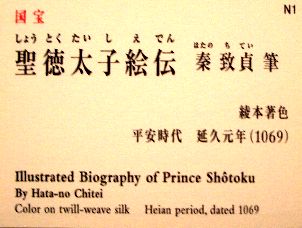 N1
国宝
しょう とく たい し え でん はたの ち てい
聖徳太子絵伝 秦致貞筆
綾本著色
平安時代 延久元年(1069)
Illustrated Biography of Prince Shôtoku
By Hata-no Chitei
Color on twill-weave silk Heian period, dated 1069